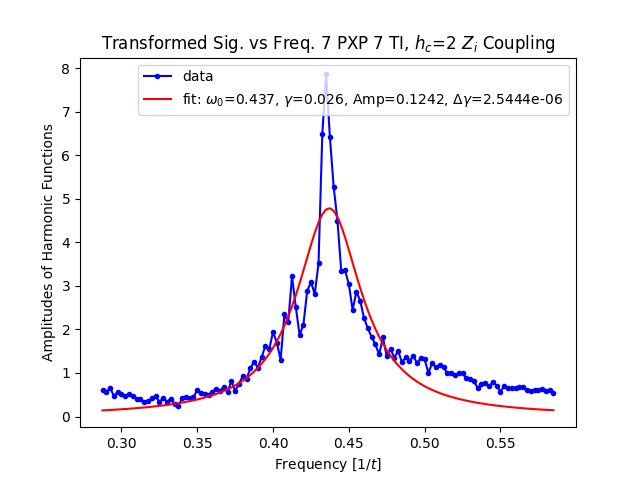 Transformed Sig. vs Freq. 7 PXP 7 TI, $h_c$=2 $Z_i$ Coupling
data
fit: $\omega_0$=0.437, $\gamma$=0.026, Amp=0.1242, $\Delta\gamma$=2.5444e-06
Amplitudes of Harmonic Functions
8
7
6
5
4
3
2
1
0
0.30 0.35 0.40 0.45 0.50 0.55
Frequency [1/$t$]